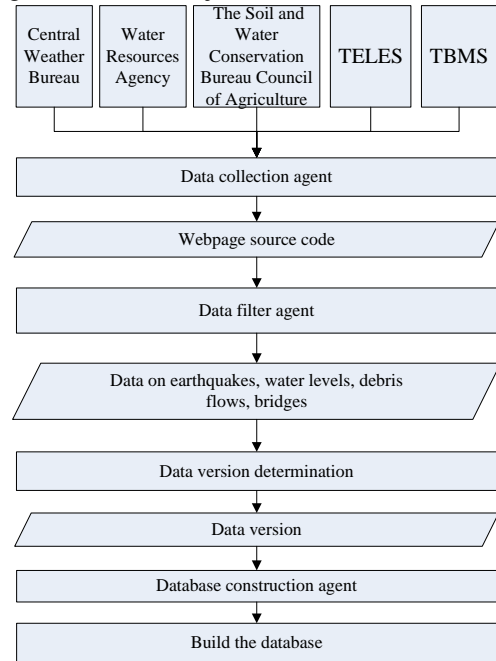 Central
Weather
Bureau
Water
Resources
Agency
The Soil and
Water
Conservation
Bureau Council
of Agriculture
TELES
TBMS
Data collection agent
Webpage source code
Data filter agent
Data on earthquakes, water levels, debris
flows, bridges
Data version determination
Data version
Database construction agent
Build the database